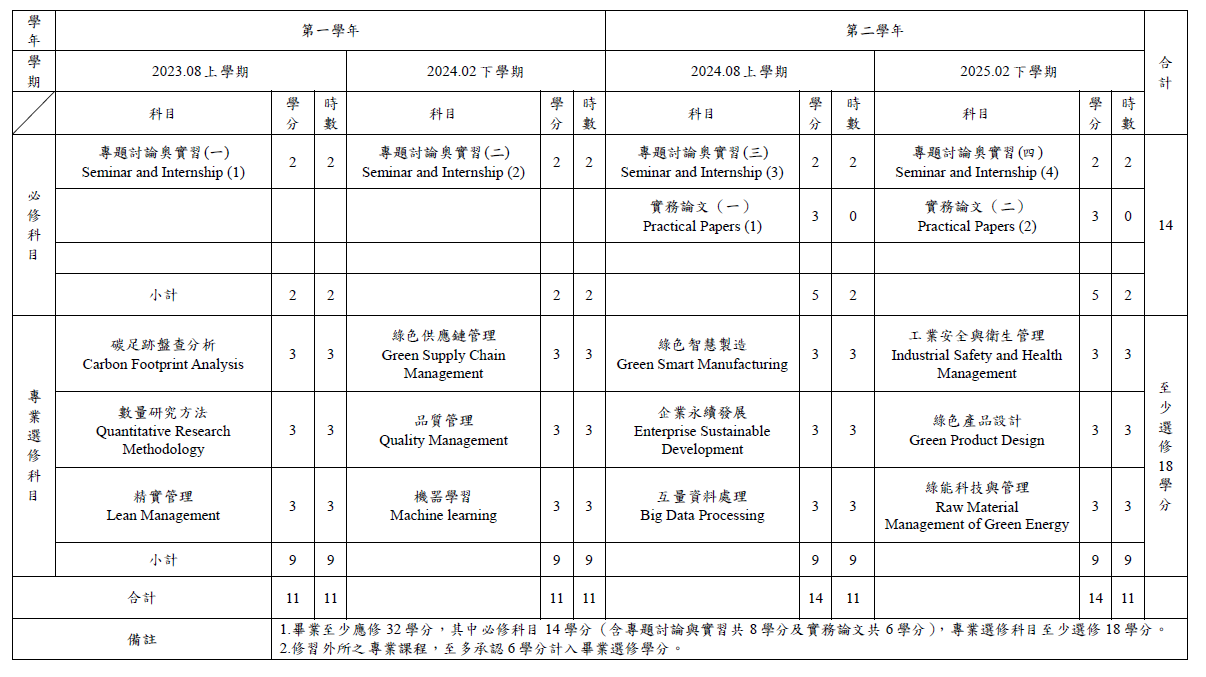 學年 第一學年 第二學年 合計
學期 2023.08上學期 2024.02下學期 2024.08上學期 2025.02下學期
科目 學分 時數 科目 學分 時數 科目 學分 時數 科目 學分 時數
必修科目
專題討論與實習(一) 2 2 專題討論與實習(二) 2 2 專題討論與實習(三) 2 2 專題討論與實習(四) 2 2 14
Seminar and Internship (1) Seminar and Internship (2) Seminar and Internship (3) Seminar and Internship (4)
實務論文（一） 3 0 實務論文（二） 3 0
Practical Papers (1) Practical Papers (2)
小計 2 2 2 2 5 2 5 2
專業選修科目 至少選修18學分
碳足跡盤查分析 3 3 綠色供應鏈管理 3 3 綠色智慧製造 3 3 工業安全與衛生管理 3 3
Carbon Footprint Analysis Green Supply Chain Green Smart Manufacturing Industrial Safety and Health
Management Management
數量研究方法 3 3 品質管理 3 3 企業永續發展 3 3 綠色產品設計 3 3
Quantitative Research Quality Management Enterprise Sustainable Green Product Design
Methodology Development
精實管理 3 3 機器學習 3 3 互量資料處理 3 3 綠能科技與管理 3 3
Lean Management Machine learning Big Data Processing Raw Material
Management of Green Energy
小計 9 9 9 9 9 9 9 9
合計 11 11 11 11 14 11 14 11
備註
1.畢業至少應修32學分，其中必修科目14學分（含專題討論與實習共8學分及實務論文共6學分），專業選修科目至少選修18學分。
2.修習外所之專業課程，至多承認6學分計入畢業選修學分。